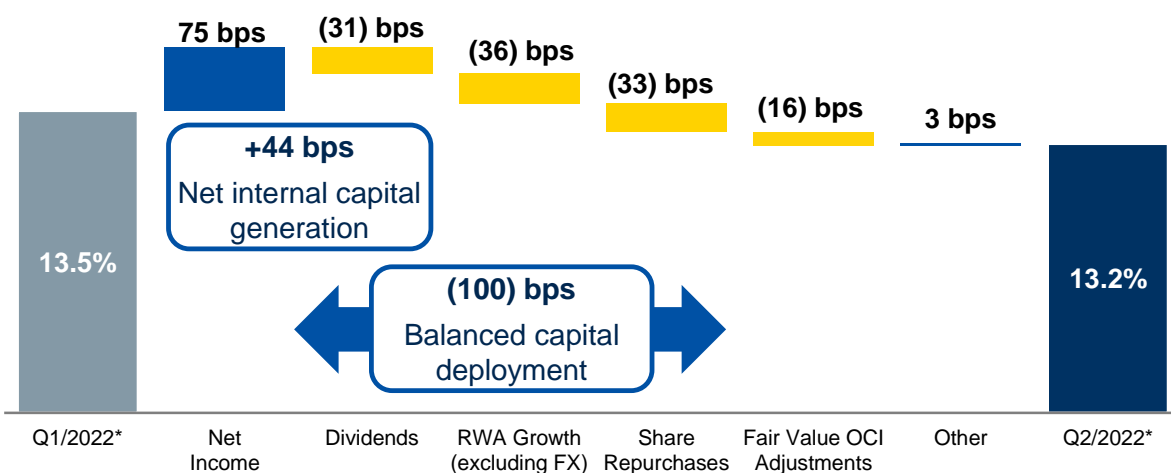 75 bps
(31) bps
(36) bps
(33) bps
(16) bps
3 bps
+44 bps
Net internal capital
generation
13.5%
(100) bps
Balanced capital
deployment
13.2%
Q1/2022*
Net
Income
Dividends
RWA Growth
(excluding FX)
Share
Repurchases
Fair Value OCI
Adjustments
Other
Q2/2022*